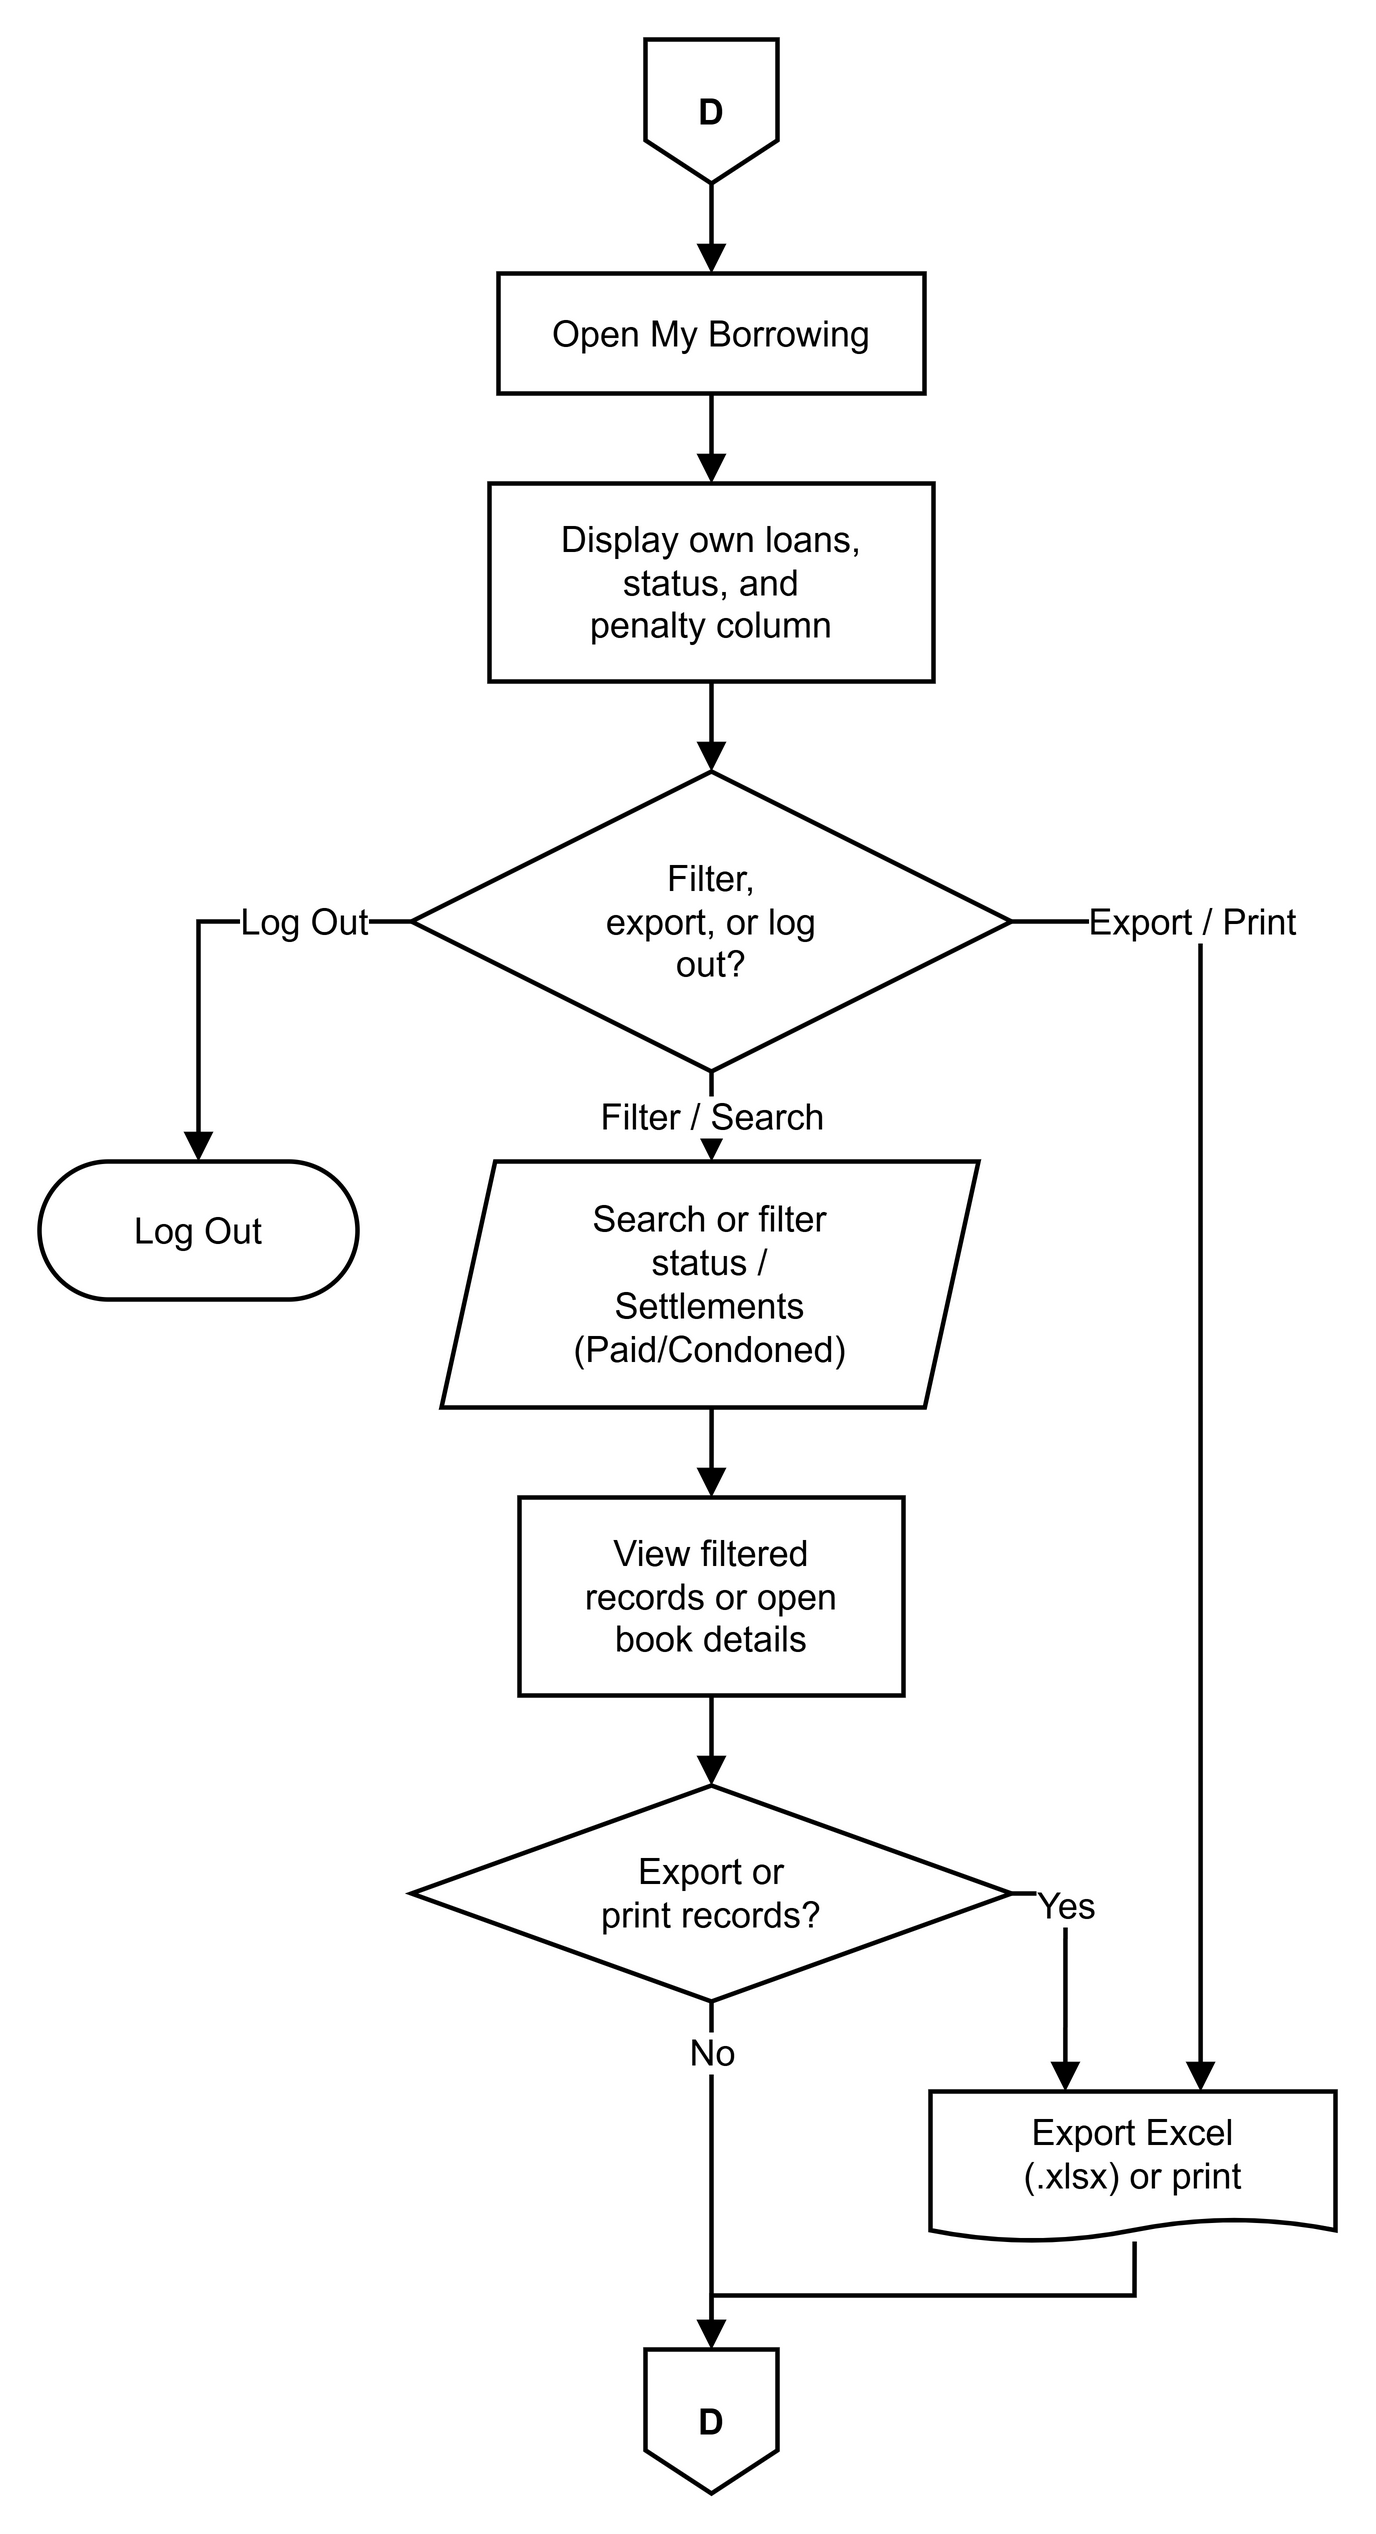 D
Open My Borrowing
Display own loans,
status, and
penalty column
Filter,
export, or log
out?
Log Out
Export / Print
Filter / Search
Log Out
Search or filter
status /
Settlements
(Paid/Condoned)
View filtered
records or open
book details
Export or
print records?
Yes
No
Export Excel
(.xlsx) or print
D